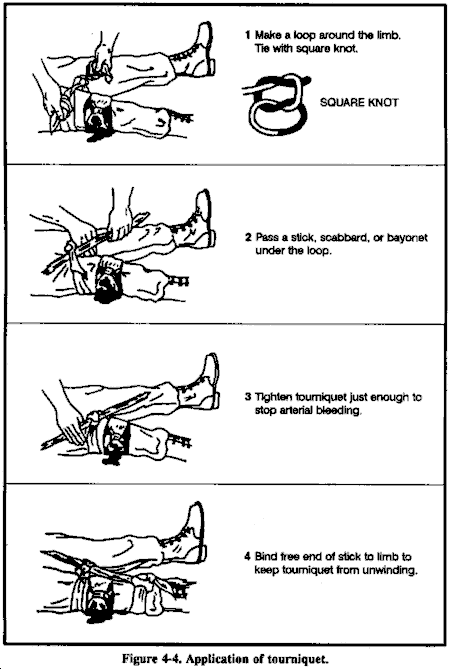 1 Make a loop around the limb.
Tie with square knot.
SQUARE KNOT
2 Pass a stick, scabbard, or bayonet
under the loop.
3 Tighten tourniquet just enough to
stop arterial bleeding.
4 Bind free end of stick to limb to
keep tourniquet from unwinding.
Figure 4-4. Application of tourniquet.